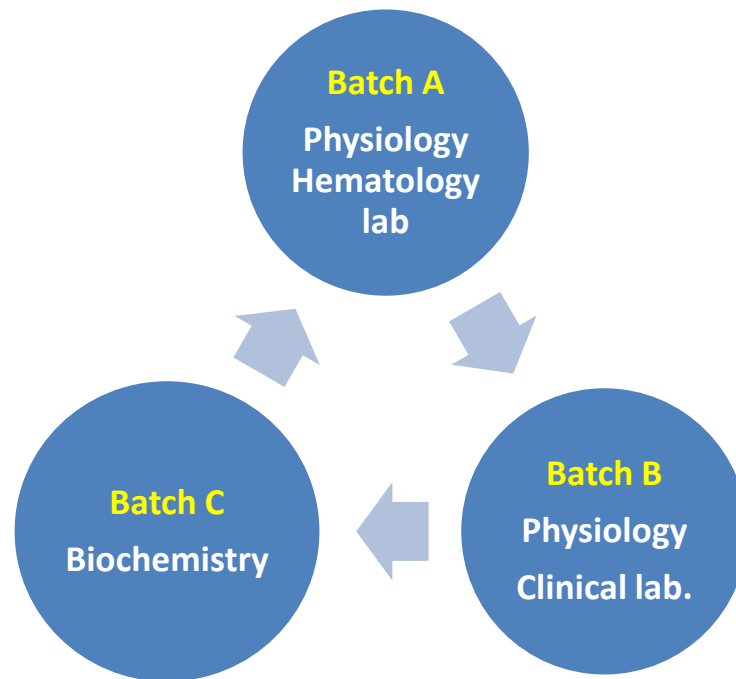 Batch A
Physiology
Hematology
lab
Batch B
Physiology
Clinical lab.
Batch C
Biochemistry